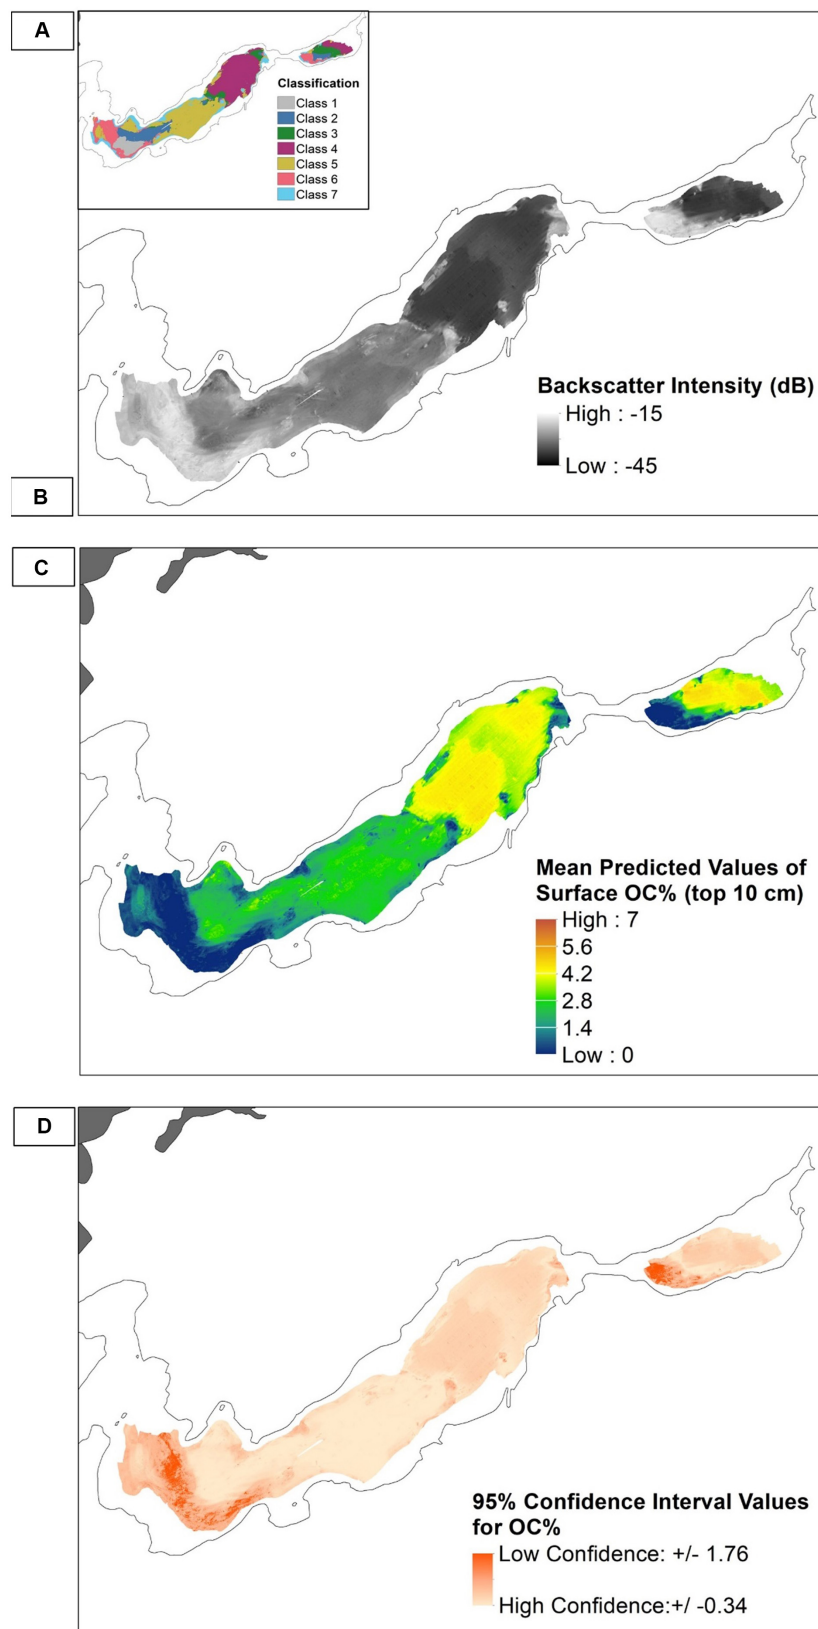 A
Classification
Class 1
Class 2
Class 3
Class 4
Class 5
Class 6
Class 7
Backscatter Intensity (dB)
High : -15
Low : -45
B
C
Mean Predicted Values of
Surface OC% (top 10 cm)
High : 7
5.6
4.2
2.8
1.4
Low : 0
D
95% Confidence Interval Values
for OC%
Low Confidence: +/- 1.76
High Confidence:+/ -0.34